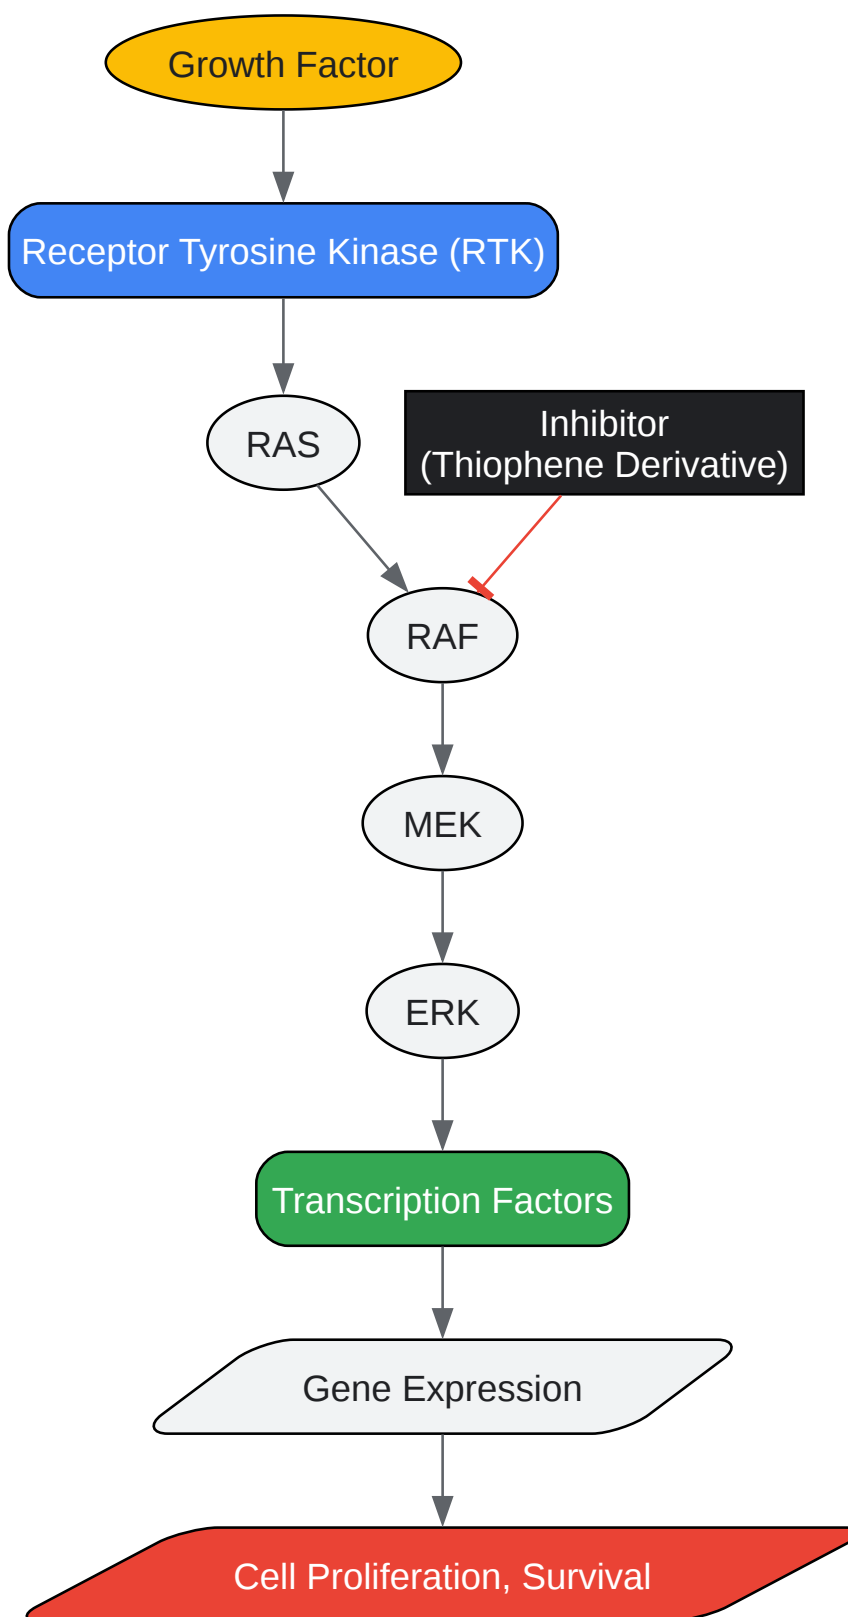 Growth Factor
Receptor Tyrosine Kinase (RTK)
RAS
Inhibitor
(Thiophene Derivative)
RAF
MEK
ERK
Transcription Factors
Gene Expression
Cell Proliferation, Survival